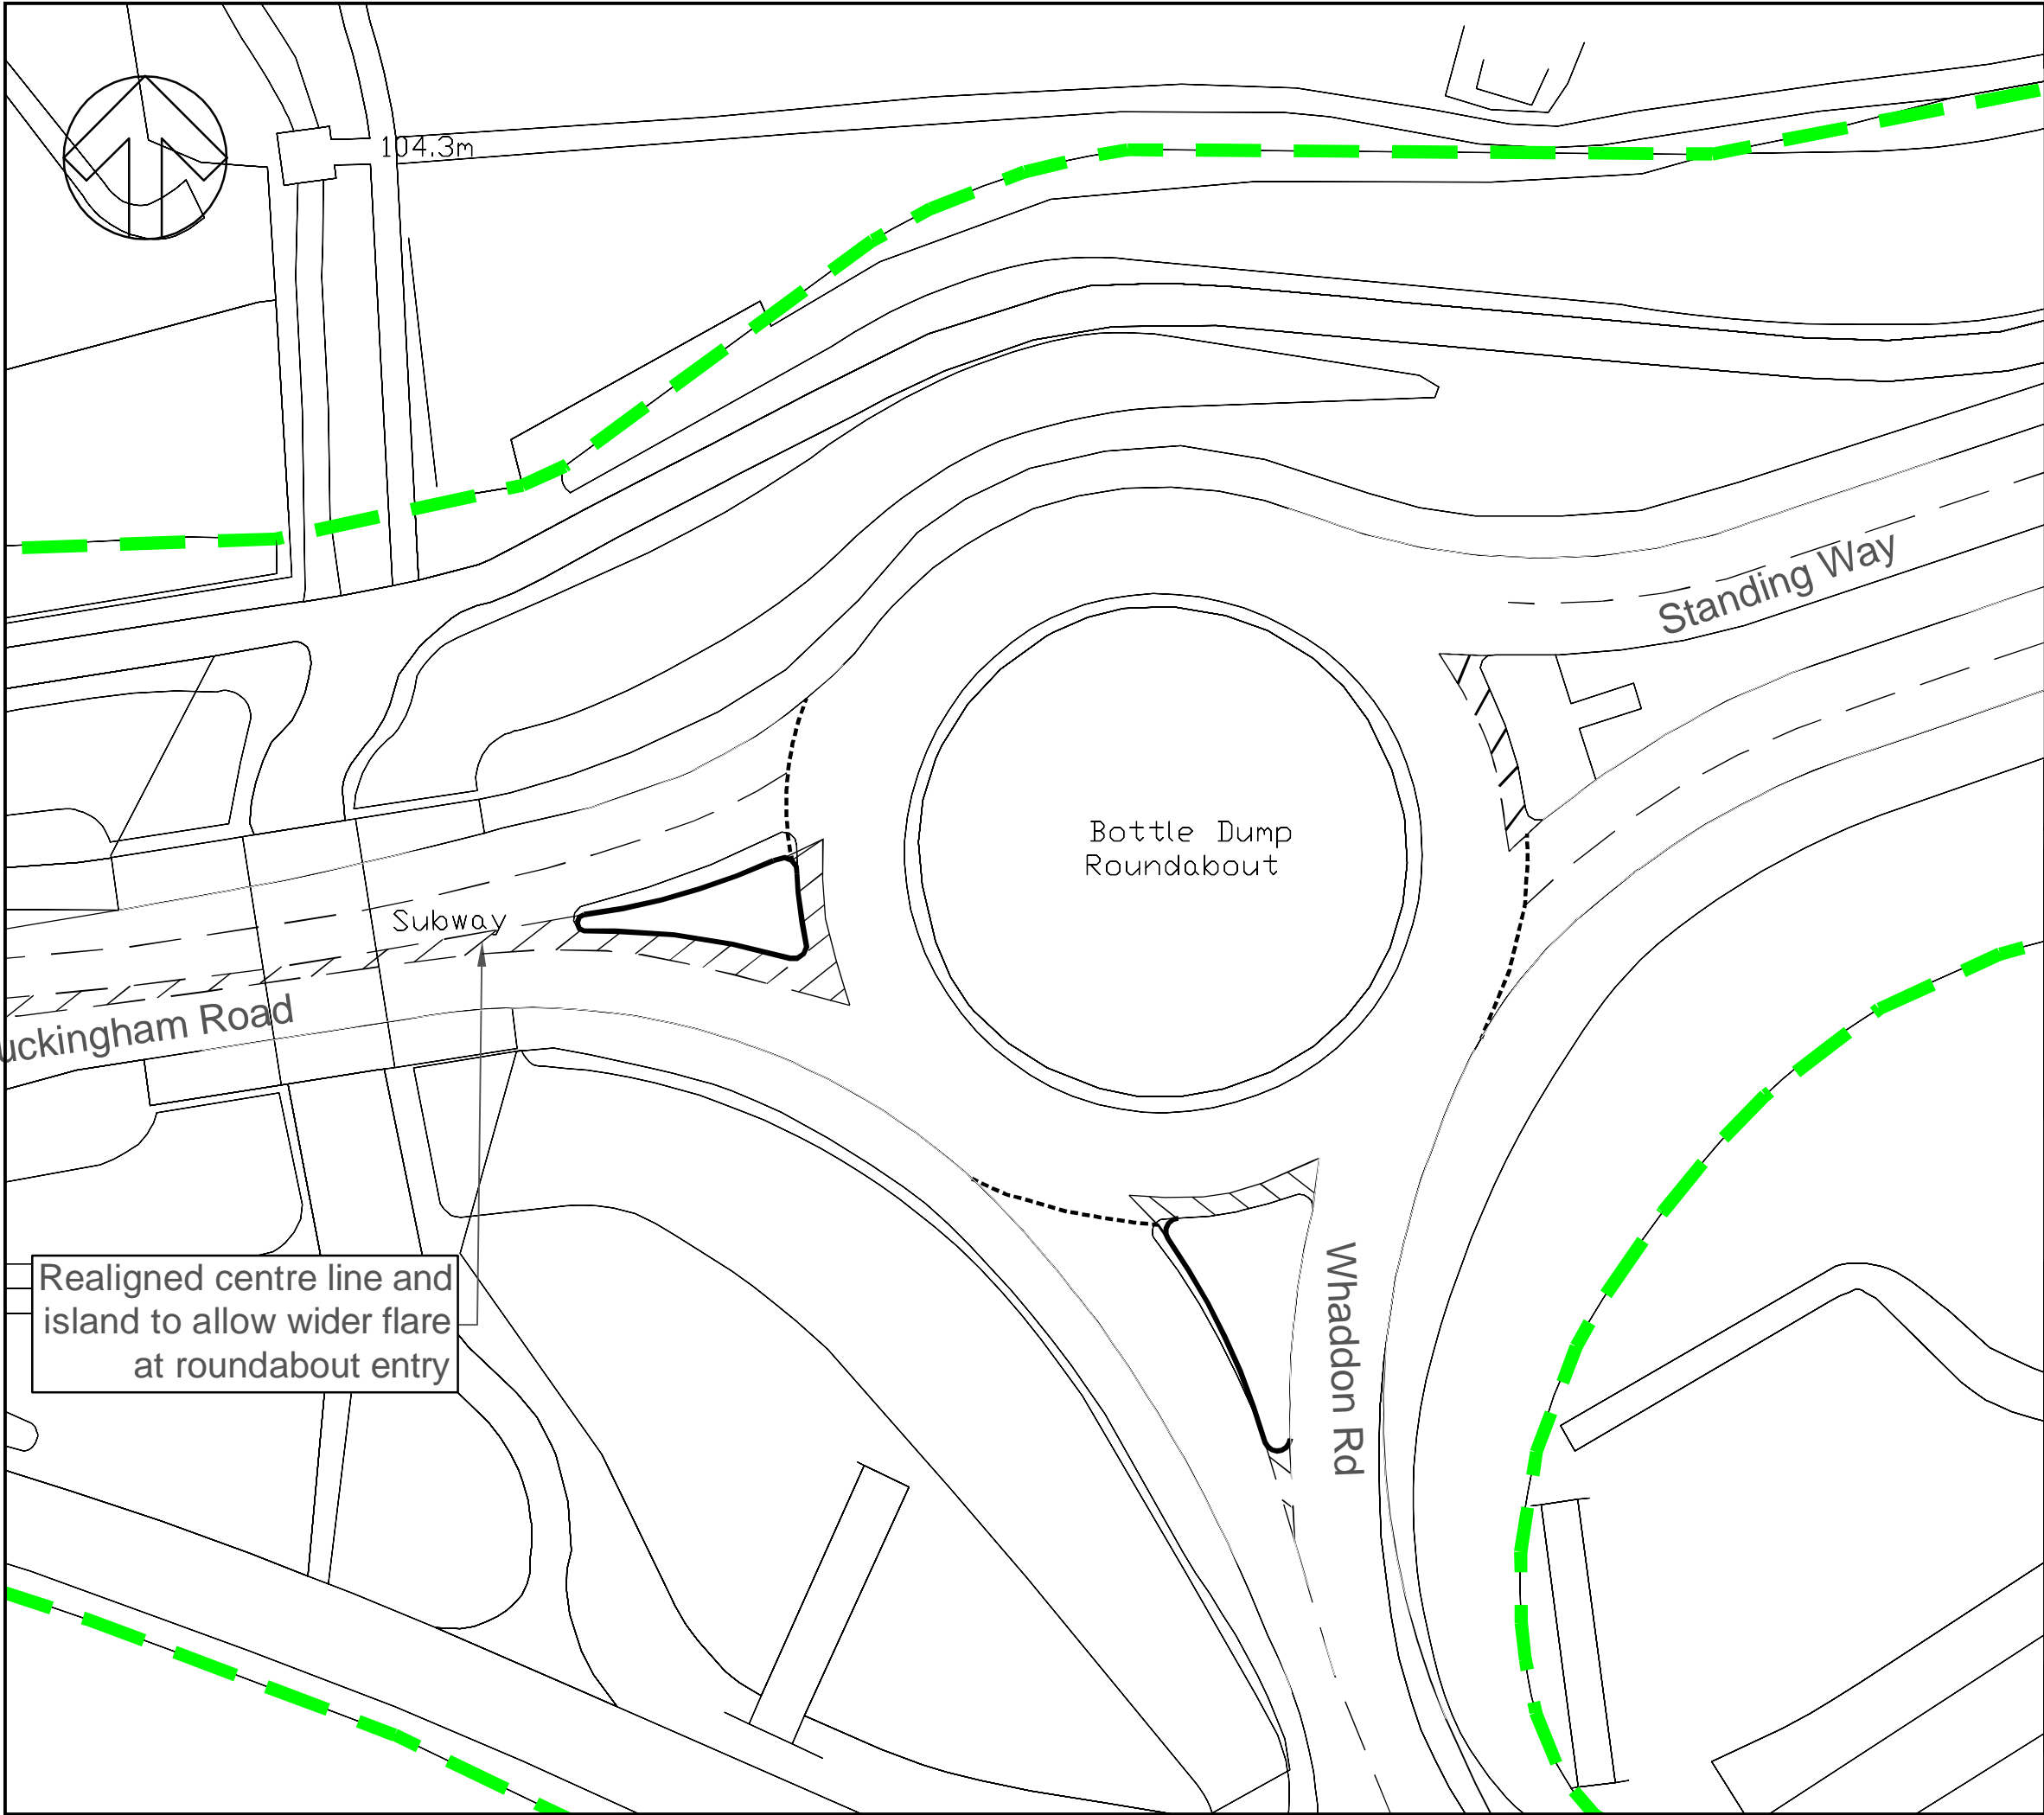 104.3m
Standing Way
Bottle Dump
Roundabout
Subway
uckingham Road
Whaddon Rd
Realigned centre line and
island to allow wider flare
at roundabout entry